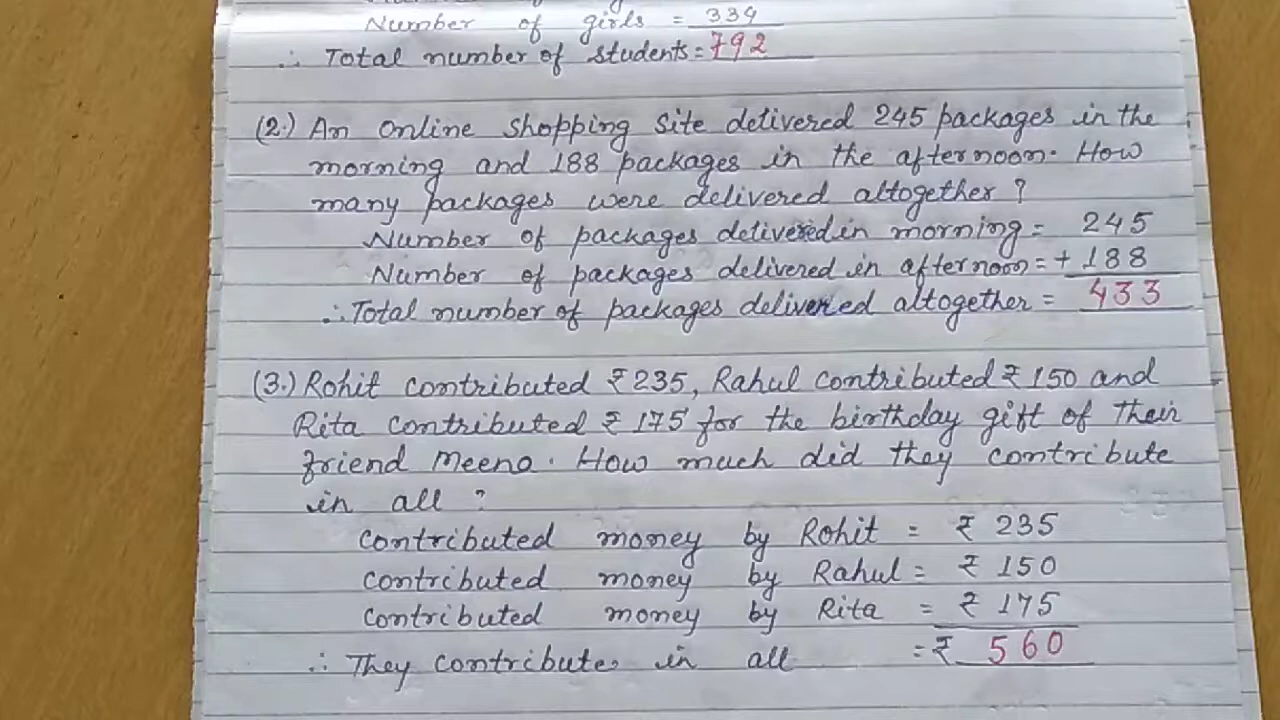 Number of girls = 334
∴ Total number of students = 792
(2.) An online shopping site delivered 245 packages in the
morning and 188 packages in the afternoon. How
many packages were delivered altogether ?
Number of packages delivered in morning = 245
Number of packages delivered in afternoon = + 188
∴ Total number of packages delivered altogether = 433
(3.) Rohit contributed ₹ 235, Rahul contributed ₹ 150 and
Rita contributed ₹ 175 for the birthday gift of their
friend Meena. How much did they contribute
in all ?
Contributed money by Rohit = ₹ 235
Contributed money by Rahul = ₹ 150
Contributed money by Rita = ₹ 175
∴ They contribute in all = ₹ 560